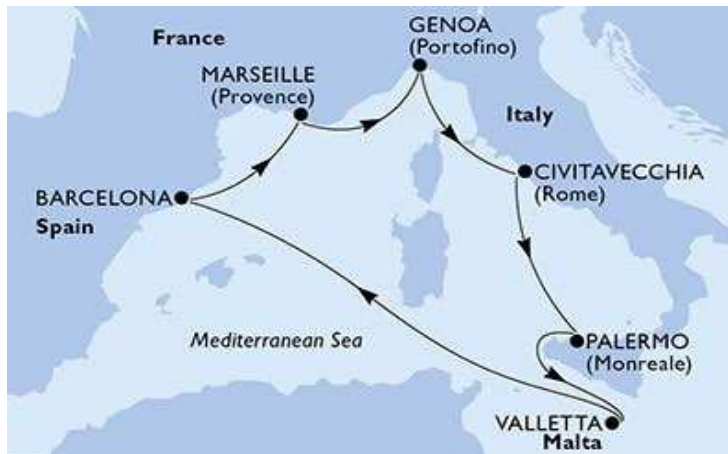 GENOA
(Portofino)
France
MARSEILLE
(Provence)
Italy
CIVITAVECCHIA
(Rome)
BARCELONA
Spain
Mediterranean Sea
PALERMO
(Monreale)
VALLETTA
Malta